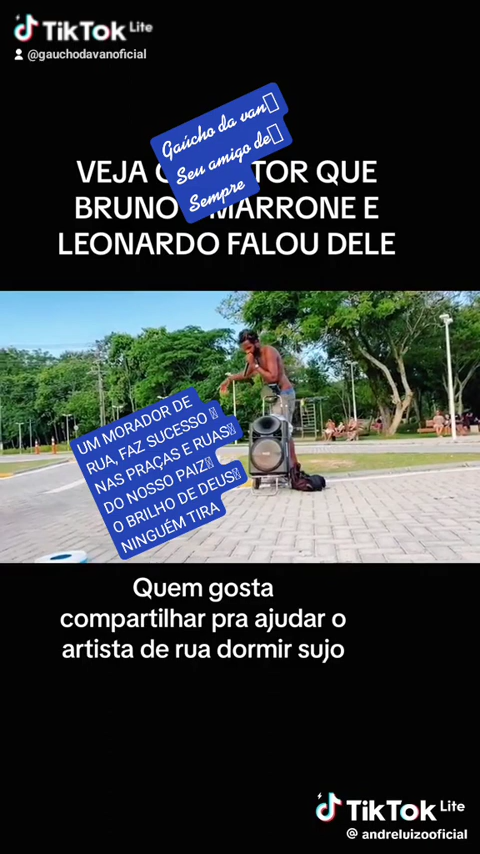 TikTok Lite
@gauchodavanoficial
Gaúcho da van
Seu amigo de
Sempre
VEJA TOR QUE
BRUNO MARRONE E
LEONARDO FALOU DELE
UM MORADOR DE
RUA, FAZ SUCESSO
NAS PRAÇAS E RUAS
DO NOSSO PAIZ
O BRILHO DE DEUS
NINGUÉM TIRA
Quem gosta
compartilhar pra ajudar o
artista de rua dormir sujo
TikTok Lite
@andreluizooficial